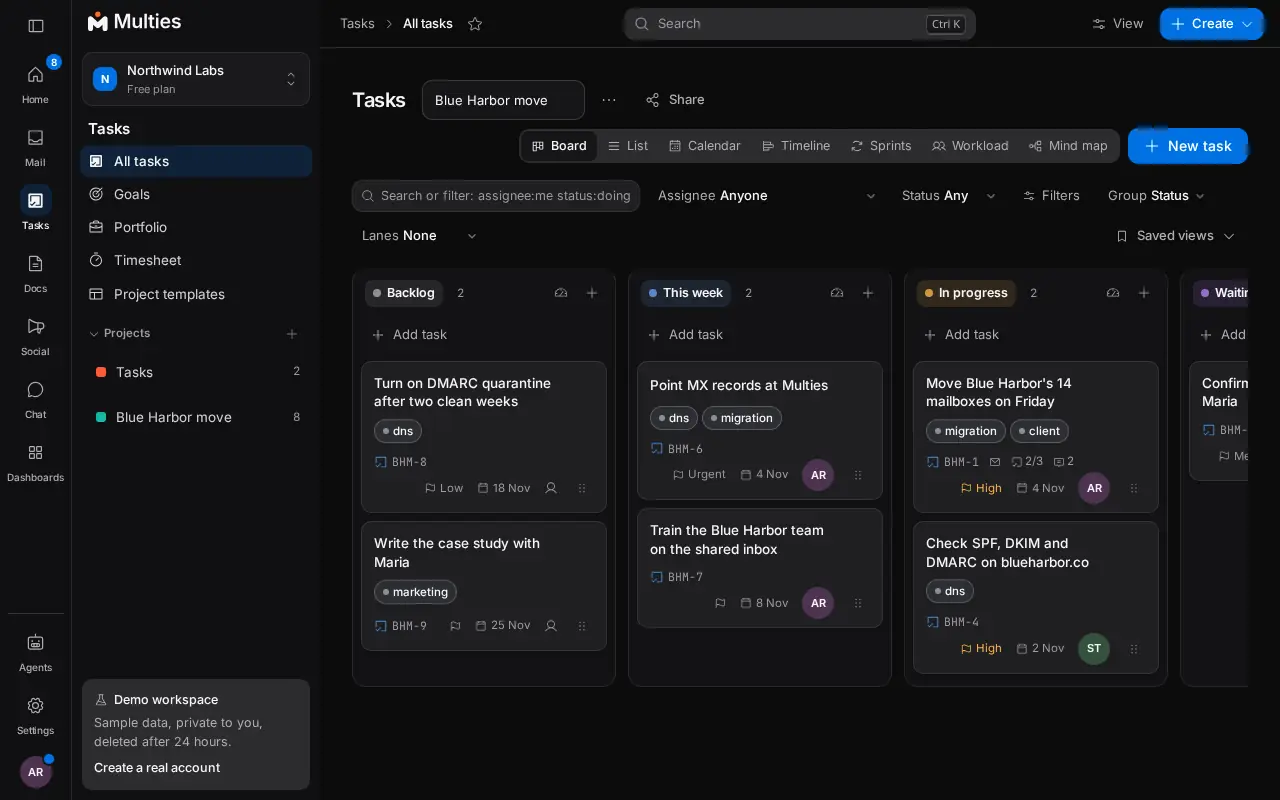 Multies
Tasks
All tasks
Search
Ctrl K
View
Create
8
Home
Mail
Tasks
Docs
Social
Chat
Dashboards
Agents
Settings
AR
N
Northwind Labs
Free plan
Tasks
All tasks
Goals
Portfolio
Timesheet
Project templates
Projects
Tasks
2
Blue Harbor move
8
Demo workspace
Sample data, private to you,
deleted after 24 hours.
Create a real account
Tasks
Blue Harbor move
Share
Board
List
Calendar
Timeline
Sprints
Workload
Mind map
New task
Search or filter: assignee:me status:doing
Assignee Anyone
Status Any
Filters
Group Status
Lanes None
Saved views
Backlog
2
Add task
Turn on DMARC quarantine
after two clean weeks
dns
BHM-8
Low
18 Nov
Write the case study with
Maria
marketing
BHM-9
25 Nov
This week
2
Add task
Point MX records at Multies
dns
migration
BHM-6
Urgent
4 Nov
AR
Train the Blue Harbor team
on the shared inbox
BHM-7
8 Nov
AR
In progress
2
Add task
Move Blue Harbor's 14
mailboxes on Friday
migration
client
BHM-1
2/3
2
High
4 Nov
AR
Check SPF, DKIM and
DMARC on blueharbor.co
dns
BHM-4
High
2 Nov
ST
Add
Maria
BHM-